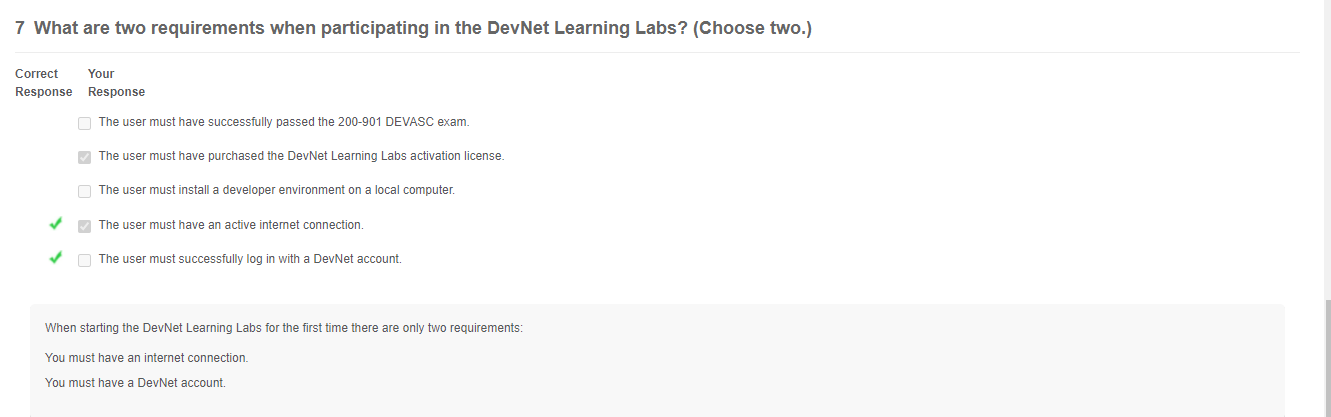 7 What are two requirements when participating in the DevNet Learning Labs? (Choose two.)
Correct Your
Response Response
The user must have successfully passed the 200-901 DEVASC exam.
The user must have purchased the DevNet Learning Labs activation license.
The user must install a developer environment on a local computer.
The user must have an active internet connection.
The user must successfully log in with a DevNet account.
When starting the DevNet Learning Labs for the first time there are only two requirements:
You must have an internet connection.
You must have a DevNet account.